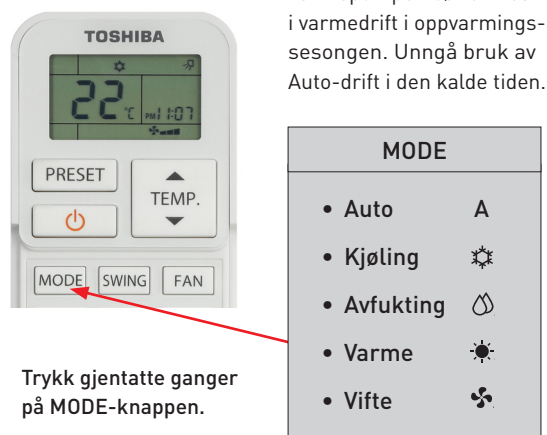 i varmedrift i oppvarmings-
sesongen. Unngå bruk av
Auto-drift i den kalde tiden.
TOSHIBA
22°C PM 11:07
PRESET
TEMP.
MODE SWING FAN
Trykk gjentatte ganger
på MODE-knappen.
MODE
• Auto A
• Kjøling
• Avfukting
• Varme
• Vifte